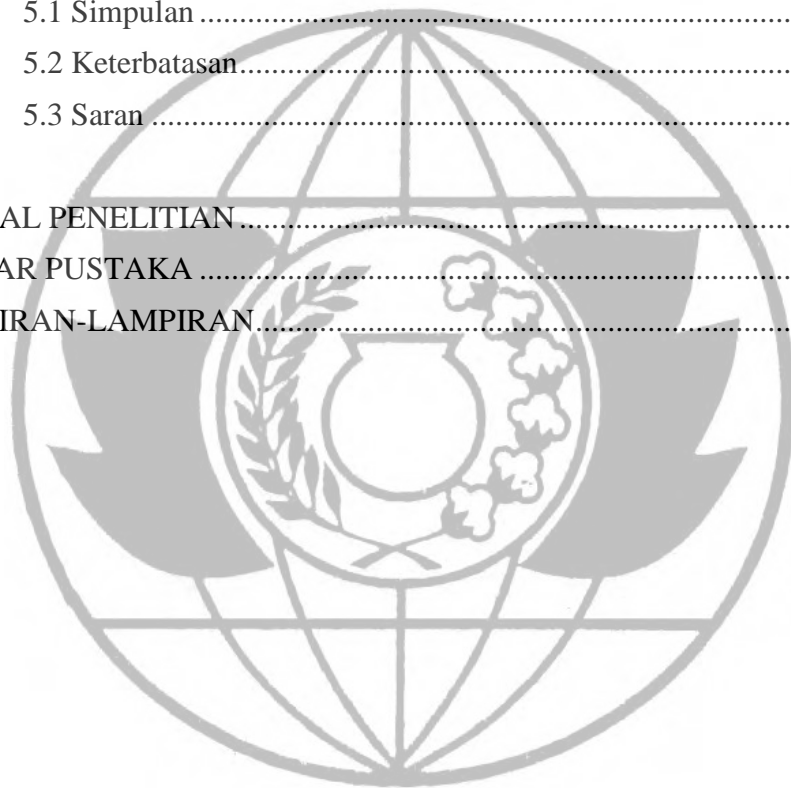 5.1 Simpulan ................................................................................
5.2 Keterbatasan............................................................................
5.3 Saran .....................................................................................
AL PENELITIAN ..........................................................................
AR PUSTAKA ..............................................................................
IRAN-LAMPIRAN.........................................................................